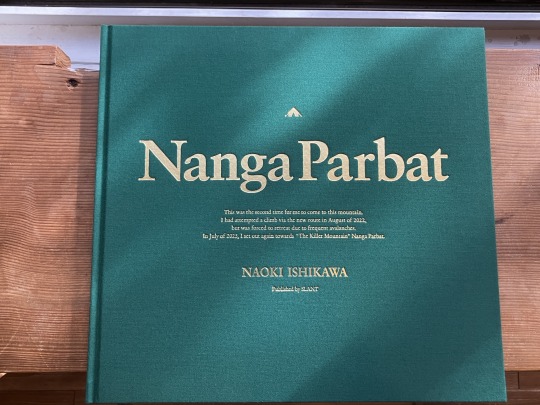 Nanga Parbat
This was the second time for me to come to this mountain.
I had attempted a climb via the new route in August of 2022,
but was forced to retreat due to frequent avalanches.
In July of 2023, I set out again towards "The Killer Mountain" Nanga Parbat.
NAOKI ISHIKAWA
Published by SLANT